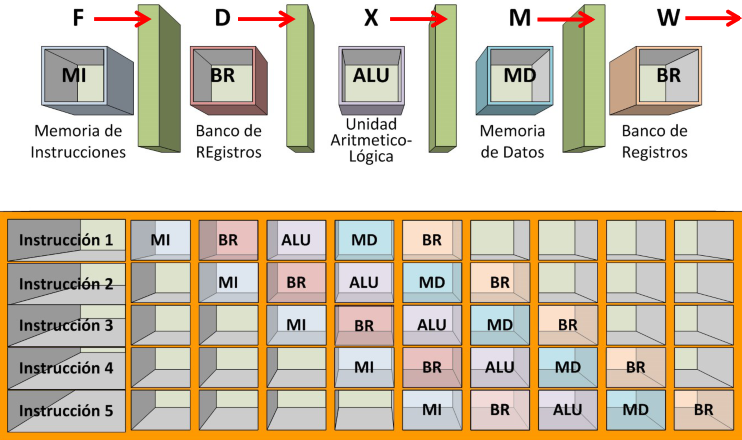 F D X M W
MI BR ALU MD BR
Memoria de Instrucciones
Banco de REgistros
Unidad Aritmetico-Lógica
Memoria de Datos
Banco de Registros
Instrucción 1 MI BR ALU MD BR
Instrucción 2 MI BR ALU MD BR
Instrucción 3 MI BR ALU MD BR
Instrucción 4 MI BR ALU MD BR
Instrucción 5 MI BR ALU MD BR